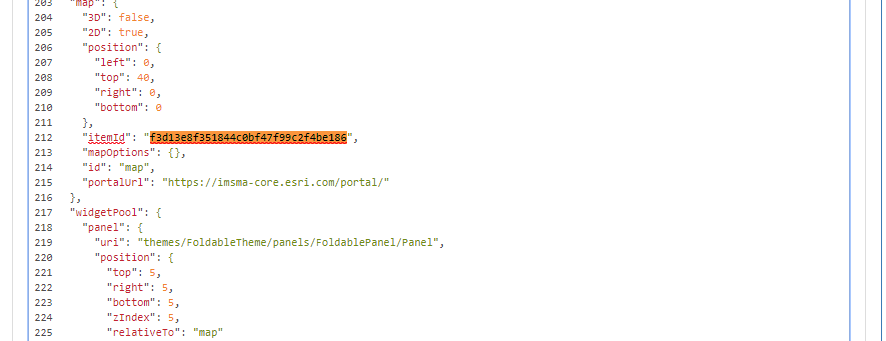 203 "map": {
204 "3D": false,
205 "2D": true,
206 "position": {
207 "left": 0,
208 "top": 40,
209 "right": 0,
210 "bottom": 0
211 },
212 "itemId": "f3d13e8f351844c0bf47f99c2f4be186",
213 "mapOptions": {},
214 "id": "map",
215 "portalUrl": "https://imsma-core.esri.com/portal/"
216 },
217 "widgetPool": {
218 "panel": {
219 "uri": "themes/FoldableTheme/panels/FoldablePanel/Panel",
220 "position": {
221 "top": 5,
222 "right": 5,
223 "bottom": 5,
224 "zIndex": 5,
225 "relativeTo": "map"